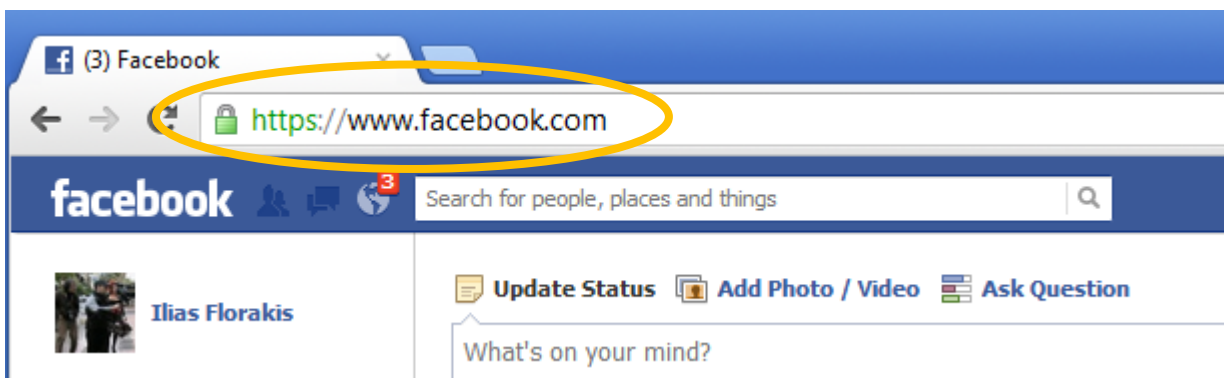 (3) Facebook
https://www.facebook.com
facebook 3 Search for people, places and things
Ilias Florakis
Update Status Add Photo / Video Ask Question
What's on your mind?